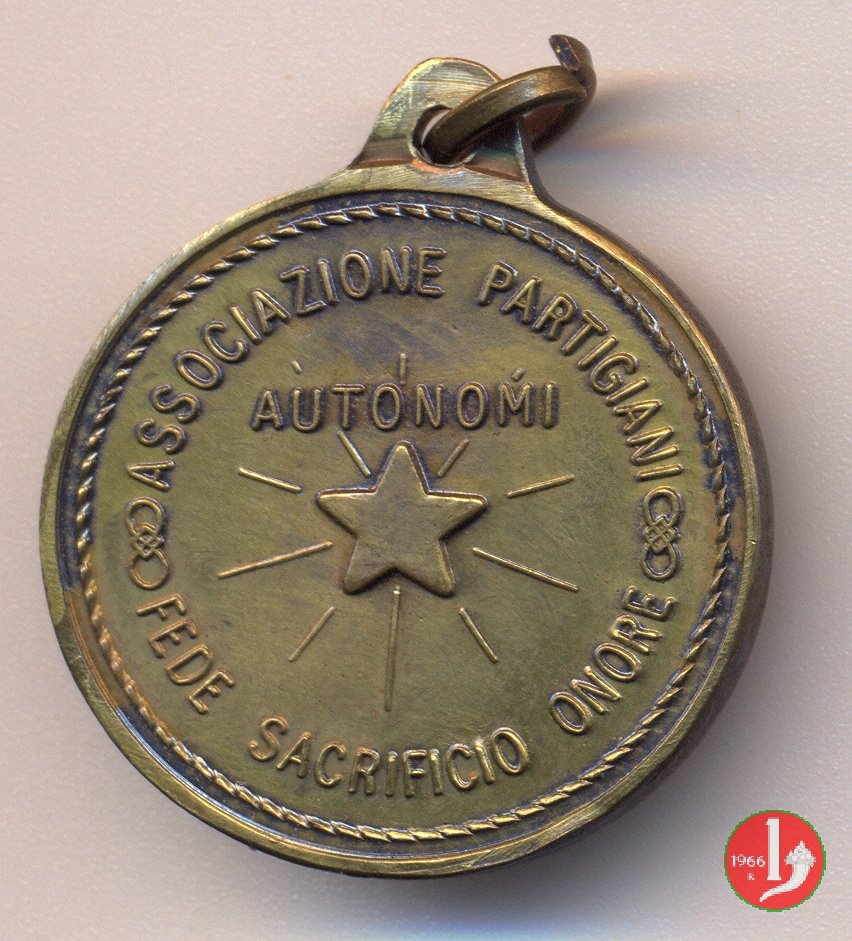 ASSOCIAZIONE PARTIGIANI
AUTONOMI
FEDE SACRIFICIO ONORE
1966
R